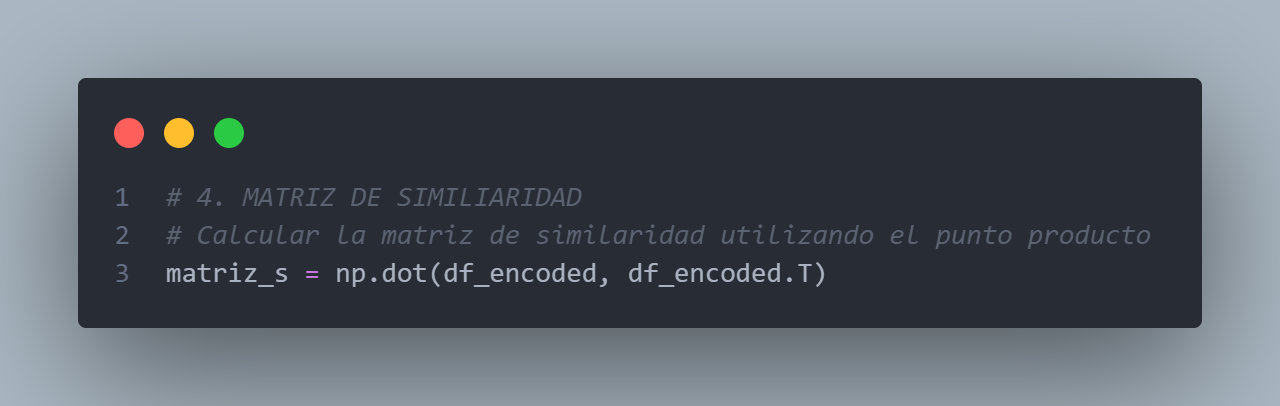 1 # 4. MATRIZ DE SIMILIARIDAD
2 # Calcular la matriz de similaridad utilizando el punto producto
3 matriz_s = np.dot(df_encoded, df_encoded.T)